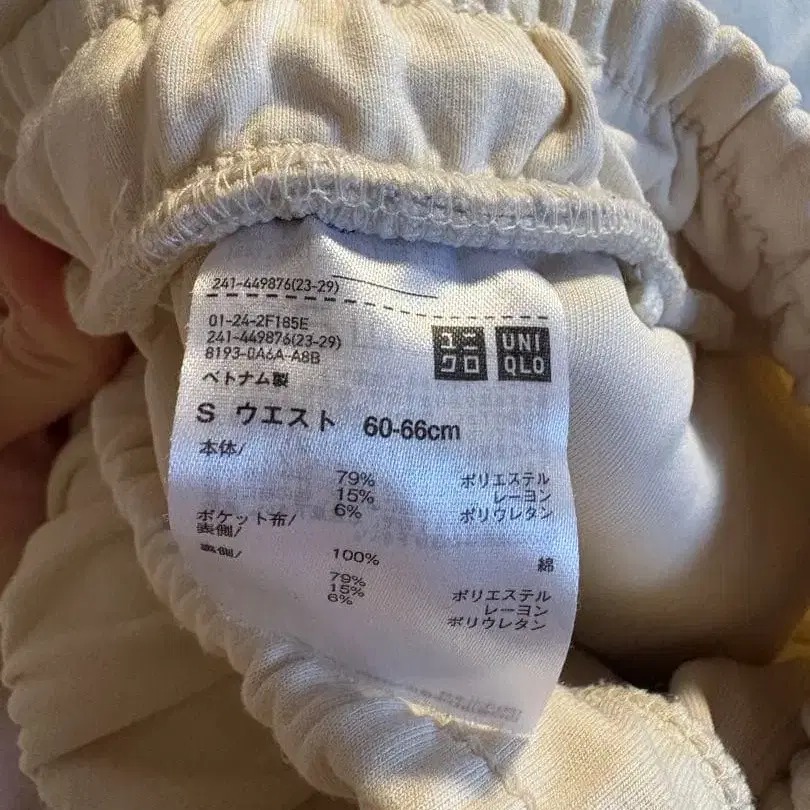 241-449876(23-29)
01-24-2F185E
241-449876(23-29)
8193-0A6A-A8B
ユニクロ UNIQLO
ベトナム製
S ウエスト 60-66cm
本体/
79% ポリエステル
15% レーヨン
6% ポリウレタン
ポケット布/
表側/
100% 綿
裏側/
79% ポリエステル
15% レーヨン
6% ポリウレタン